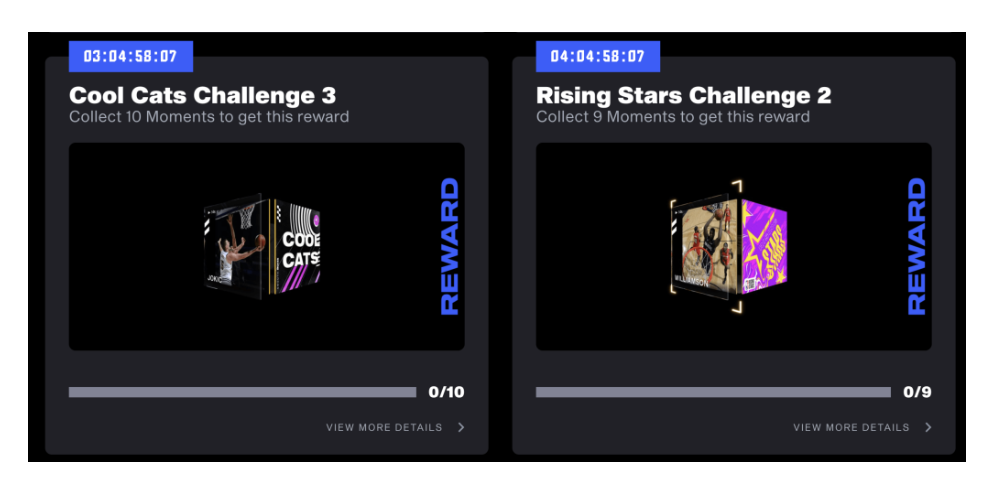 03:04:58:07
Cool Cats Challenge 3
Collect 10 Moments to get this reward
JOKIC
COOL
CATS
REWARD
0/10
VIEW MORE DETAILS
04:04:58:07
Rising Stars Challenge 2
Collect 9 Moments to get this reward
WILLIAMSON
STARS
REWARD
0/9
VIEW MORE DETAILS